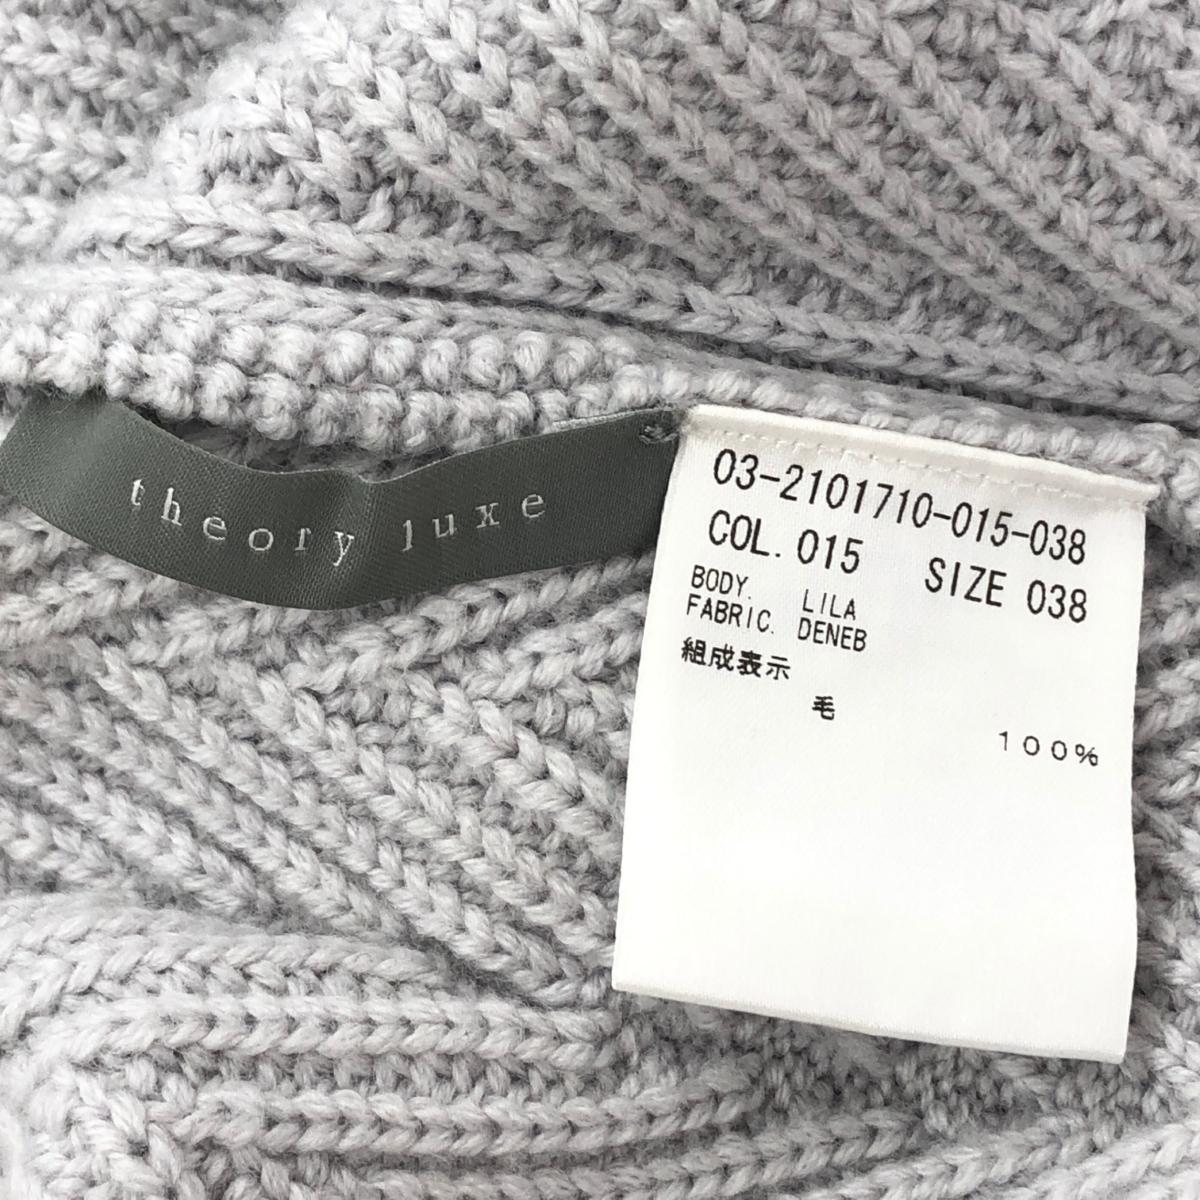 theory luxe
03-2101710-015-038
COL. 015 SIZE 038
BODY. LILA
FABRIC. DENEB
組成表示
毛
100%